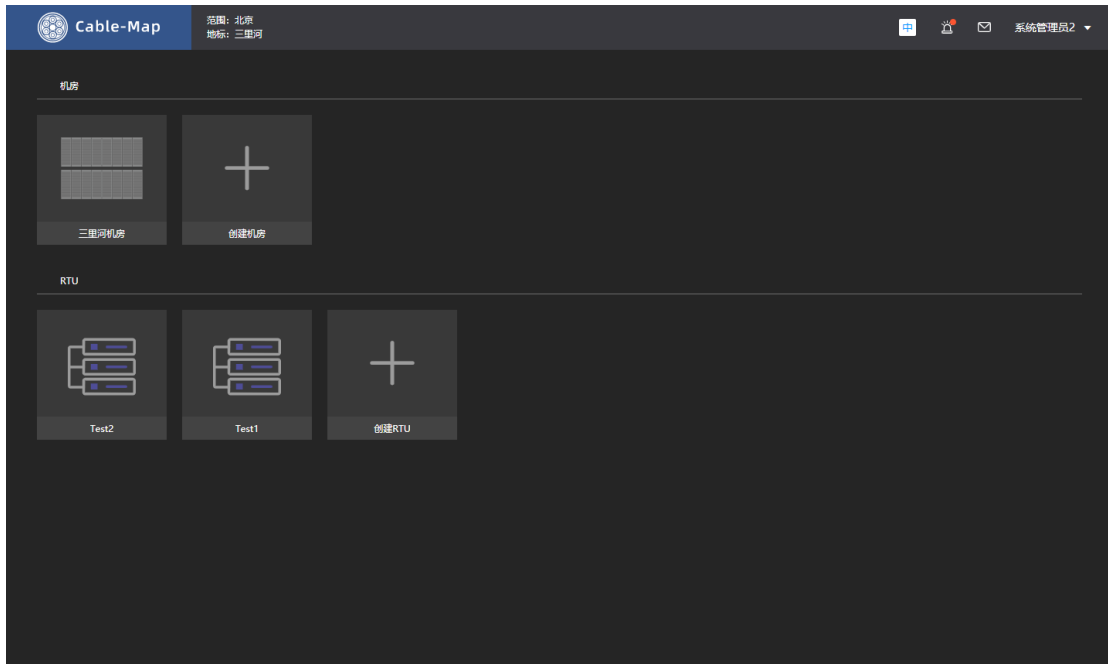 Cable-Map
范围：北京
地标：三里河
中
系统管理员2
机房
三里河机房
创建机房
RTU
Test2
Test1
创建RTU